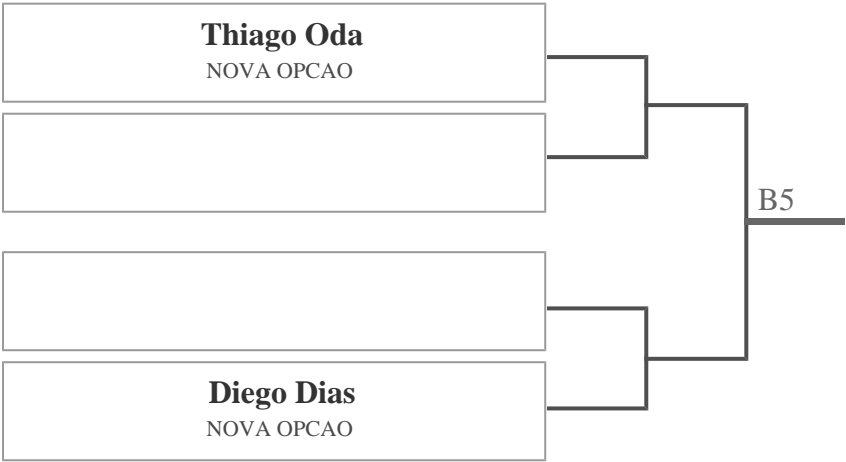 Thiago Oda
NOVA OPCAO
B5
Diego Dias
NOVA OPCAO